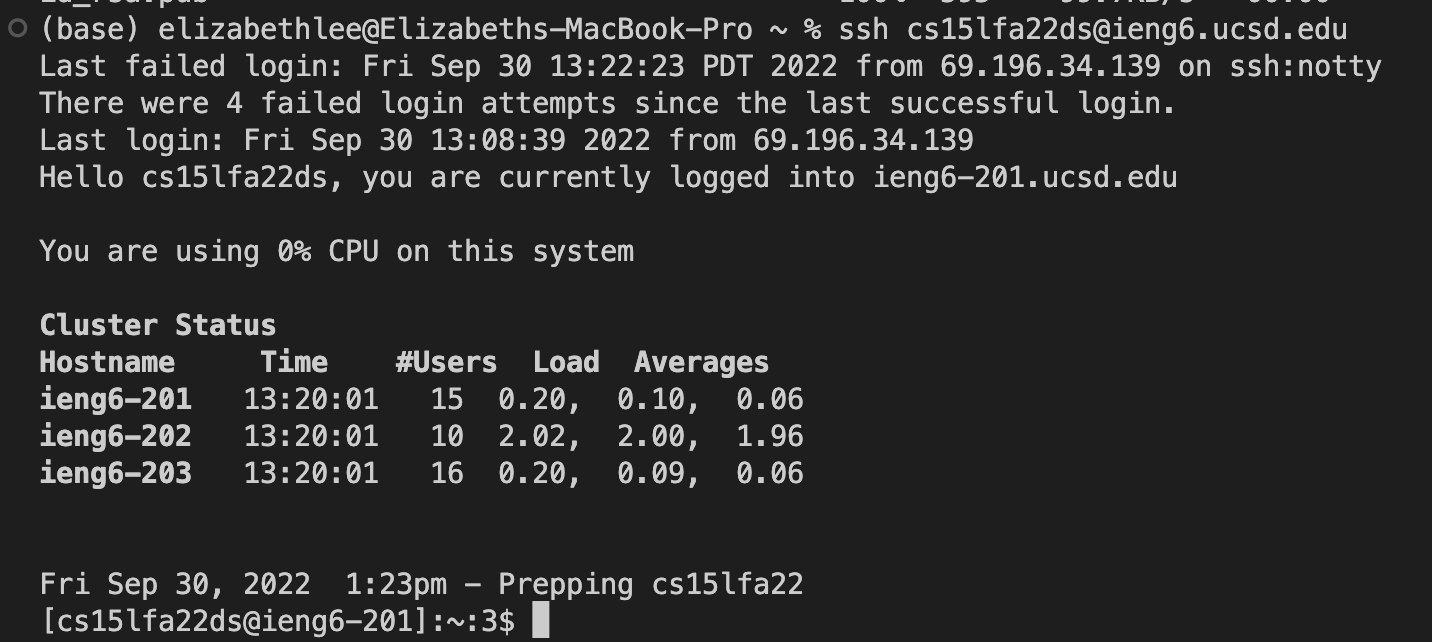 (base) elizabethlee@Elizabeths-MacBook-Pro ~ % ssh cs15lfa22ds@ieng6.ucsd.edu
Last failed login: Fri Sep 30 13:22:23 PDT 2022 from 69.196.34.139 on ssh:notty
There were 4 failed login attempts since the last successful login.
Last login: Fri Sep 30 13:08:39 2022 from 69.196.34.139
Hello cs15lfa22ds, you are currently logged into ieng6-201.ucsd.edu
You are using 0% CPU on this system
Cluster Status
Hostname     Time    #Users  Load  Averages
ieng6-201   13:20:01   15  0.20,  0.10,  0.06
ieng6-202   13:20:01   10  2.02,  2.00,  1.96
ieng6-203   13:20:01   16  0.20,  0.09,  0.06
Fri Sep 30, 2022  1:23pm - Prepping cs15lfa22
[cs15lfa22ds@ieng6-201]:~:3$